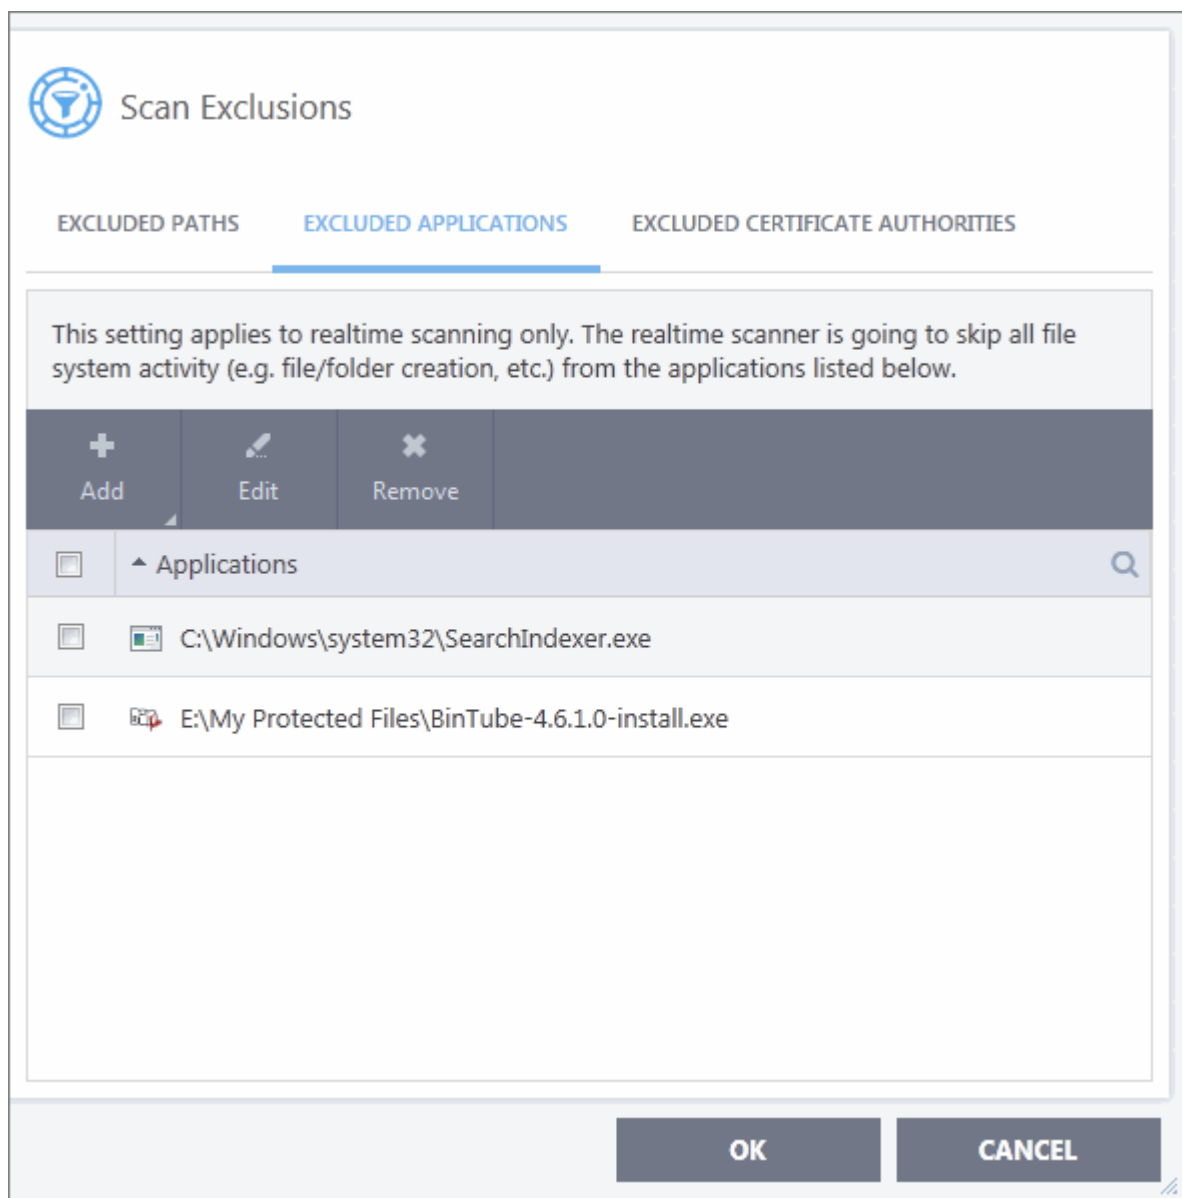 Scan Exclusions
EXCLUDED PATHS EXCLUDED APPLICATIONS EXCLUDED CERTIFICATE AUTHORITIES
This setting applies to realtime scanning only. The realtime scanner is going to skip all file
system activity (e.g. file/folder creation, etc.) from the applications listed below.
Add Edit Remove
Applications
C:\Windows\system32\SearchIndexer.exe
E:\My Protected Files\BinTube-4.6.1.0-install.exe
OK CANCEL